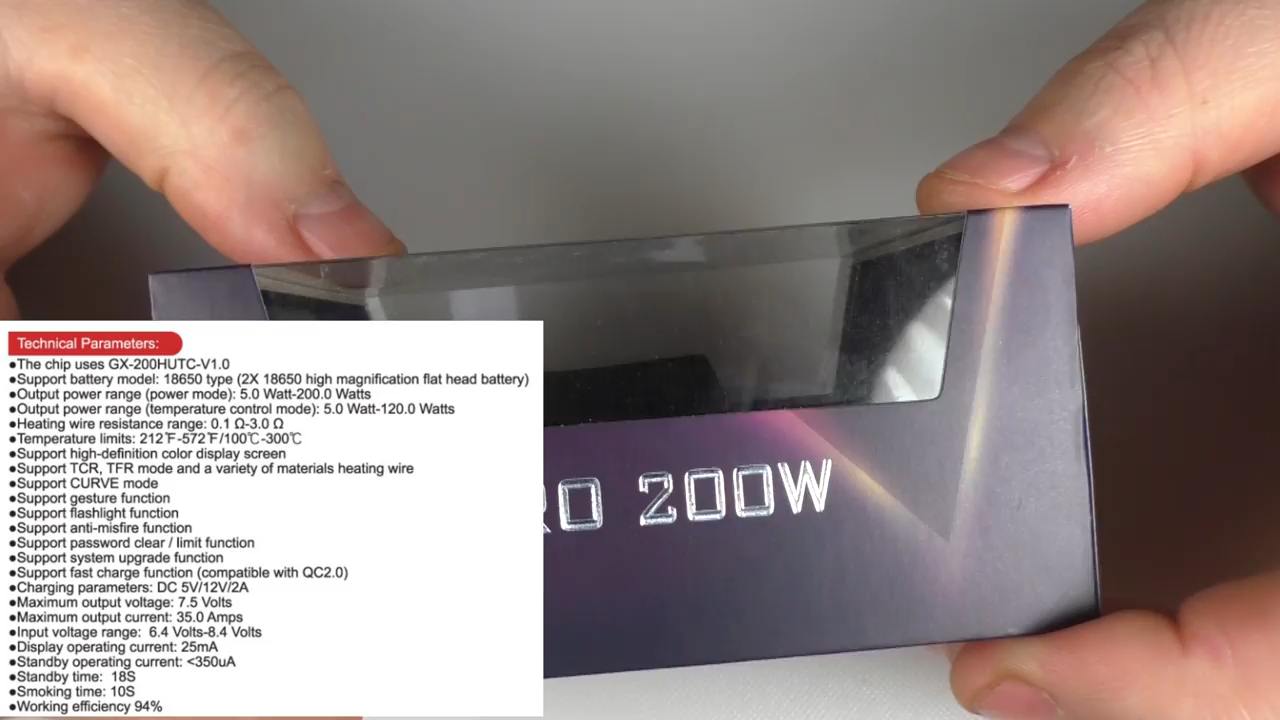 Technical Parameters:
●The chip uses GX-200HUTC-V1.0
●Support battery model: 18650 type (2X 18650 high magnification flat head battery)
●Output power range (power mode): 5.0 Watt-200.0 Watts
●Output power range (temperature control mode): 5.0 Watt-120.0 Watts
●Heating wire resistance range: 0.1 Ω-3.0 Ω
●Temperature limits: 212℉-572℉/100℃-300℃
●Support high-definition color display screen
●Support TCR, TFR mode and a variety of materials heating wire
●Support CURVE mode
●Support gesture function
●Support flashlight function
●Support anti-misfire function
●Support password clear / limit function
●Support system upgrade function
●Support fast charge function (compatible with QC2.0)
●Charging parameters: DC 5V/12V/2A
●Maximum output voltage: 7.5 Volts
●Maximum output current: 35.0 Amps
●Input voltage range: 6.4 Volts-8.4 Volts
●Display operating current: 25mA
●Standby operating current: <350uA
●Standby time: 18S
●Smoking time: 10S
●Working efficiency 94%
200W